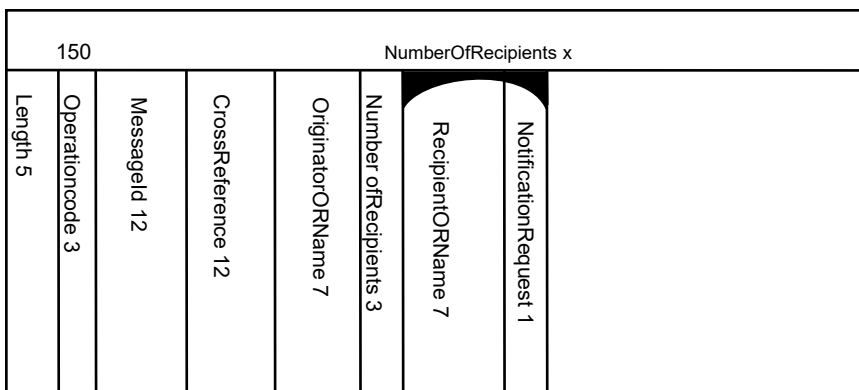 150
NumberOfRecipients x
Length 5
Operationcode 3
MessageId 12
CrossReference 12
OriginatorORName 7
Number ofRecipients 3
RecipientORName 7
NotificationRequest 1